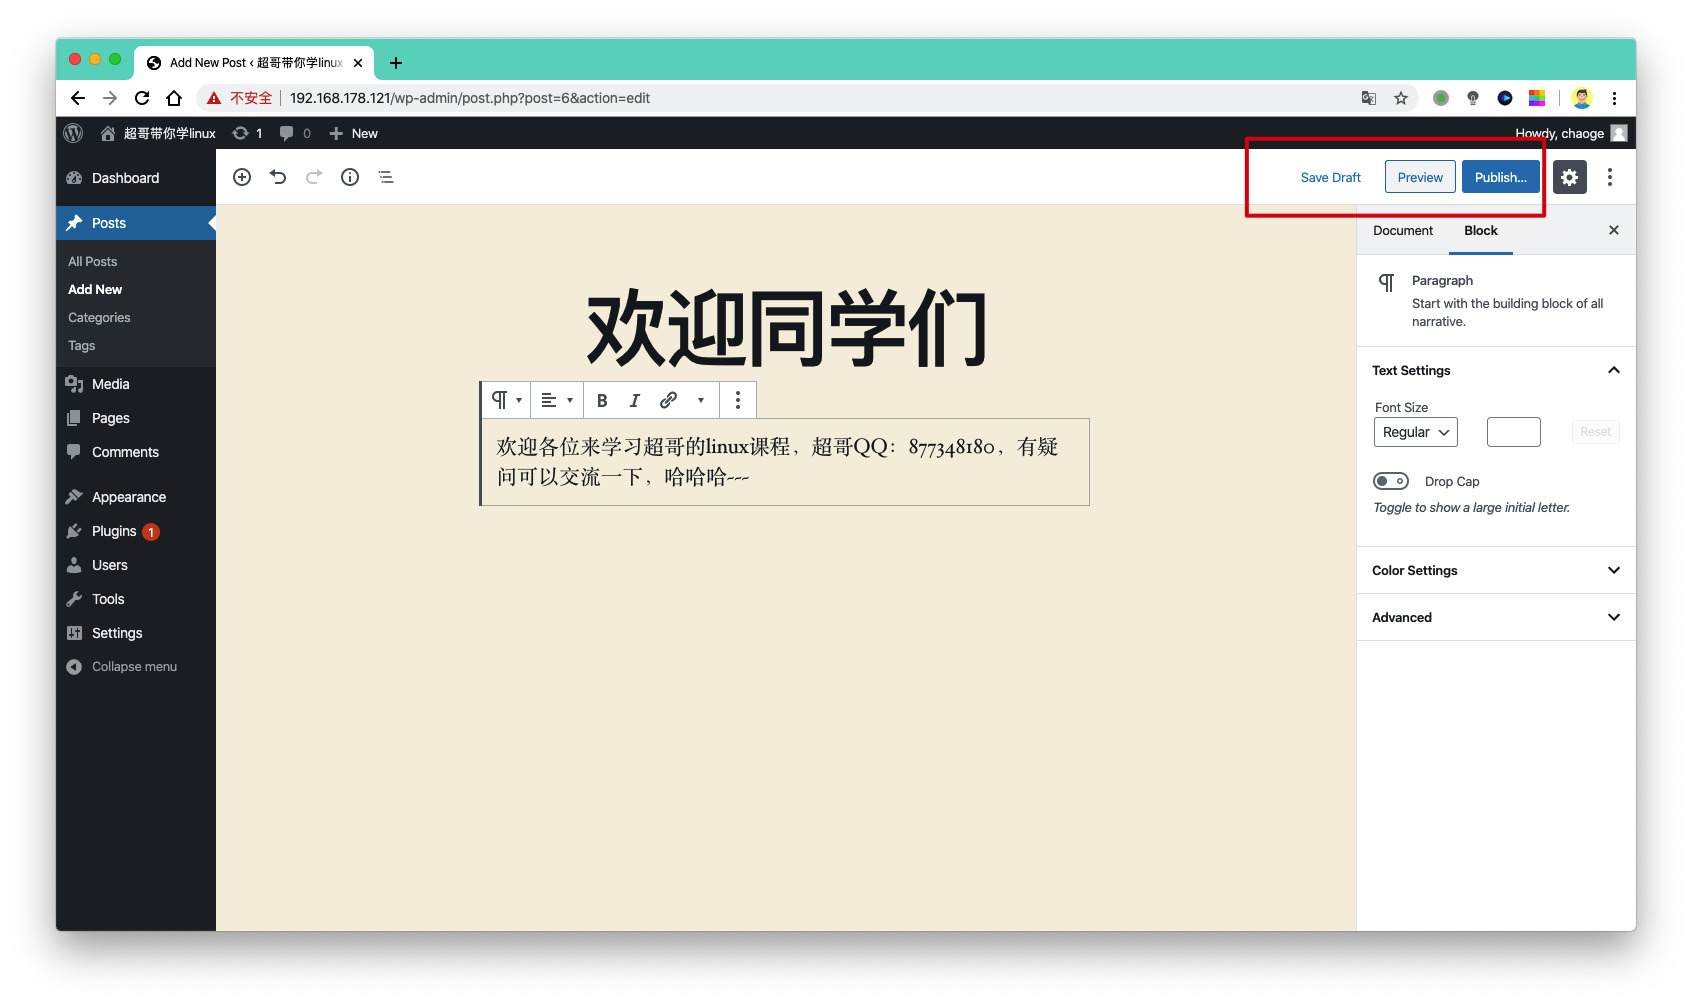 Add New Post ‹ 超哥带你学linux
不安全 192.168.178.121/wp-admin/post.php?post=6&action=edit
超哥带你学linux 1 0 New Howdy, chaoge
Dashboard
Posts
All Posts
Add New
Categories
Tags
Media
Pages
Comments
Appearance
Plugins 1
Users
Tools
Settings
Collapse menu
Save Draft Preview Publish...
欢迎同学们
B I
欢迎各位来学习超哥的linux课程，超哥QQ：877348180，有疑
问可以交流一下，哈哈哈~~~
Document Block
Paragraph
Start with the building block of all
narrative.
Text Settings
Font Size
Regular Reset
Drop Cap
Toggle to show a large initial letter.
Color Settings
Advanced